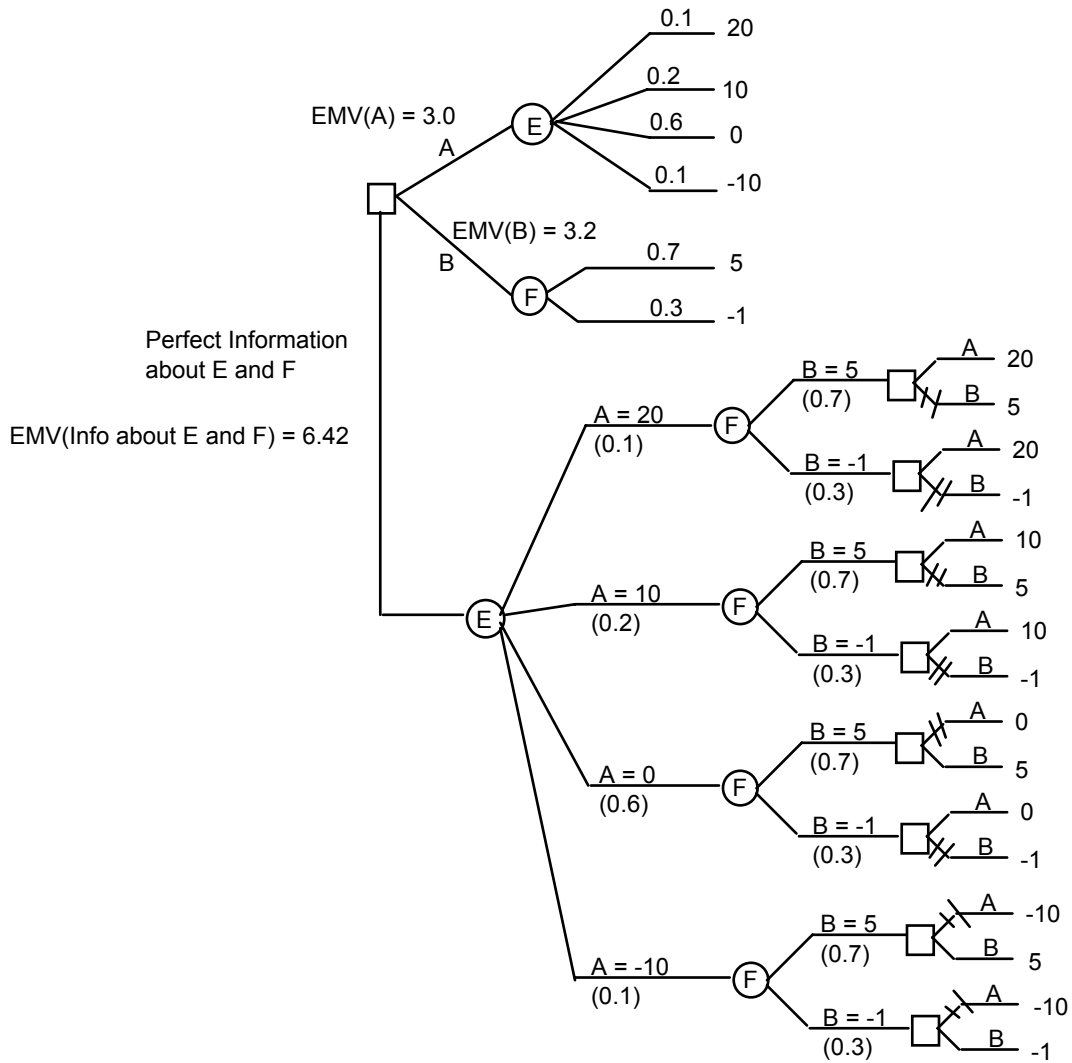 0.1 20
0.2 10
EMV(A) = 3.0 E
0.6 0
A
0.1 -10
EMV(B) = 3.2
B
0.7 5
F
0.3 -1
Perfect Information
about E and F
EMV(Info about E and F) = 6.42
E
A = 20
(0.1)
F
B = 5
(0.7)
A 20
B 5
B = -1
(0.3)
A 20
B -1
A = 10
(0.2)
F
B = 5
(0.7)
A 10
B 5
B = -1
(0.3)
A 10
B -1
A = 0
(0.6)
F
B = 5
(0.7)
A 0
B 5
B = -1
(0.3)
A 0
B -1
A = -10
(0.1)
F
B = 5
(0.7)
A -10
B 5
B = -1
(0.3)
A -10
B -1